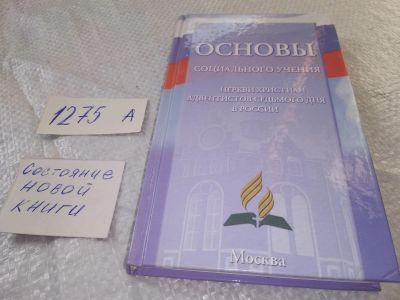 ОСНОВЫ
СОЦИАЛЬНОГО УЧЕНИЯ
ЦЕРКВИ ХРИСТИАН
АДВЕНТИСТОВ СЕДЬМОГО ДНЯ
В РОССИИ
Москва
1275 А
Состояние
НОВОЙ
КНИГИ